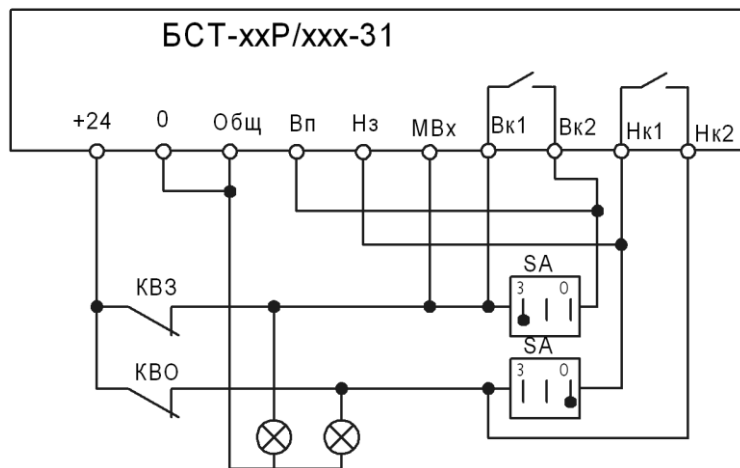 БСТ-ххР/ххх-31
+24 0 Общ Вп Нз МВх Вк1 Вк2 Нк1 Нк2
SA
КВЗ 3 0
SA
КВО 3 0